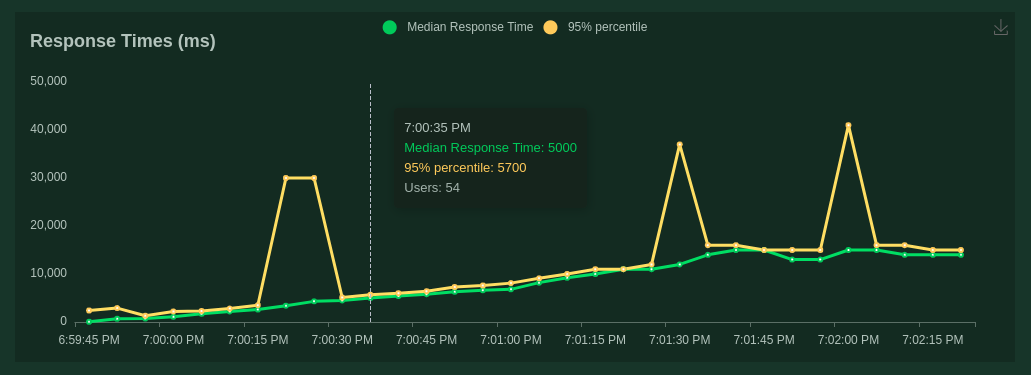 Median Response Time
95% percentile
Response Times (ms)
50,000
40,000
30,000
20,000
10,000
0
7:00:35 PM
Median Response Time: 5000
95% percentile: 5700
Users: 54
6:59:45 PM
7:00:00 PM
7:00:15 PM
7:00:30 PM
7:00:45 PM
7:01:00 PM
7:01:15 PM
7:01:30 PM
7:01:45 PM
7:02:00 PM
7:02:15 PM